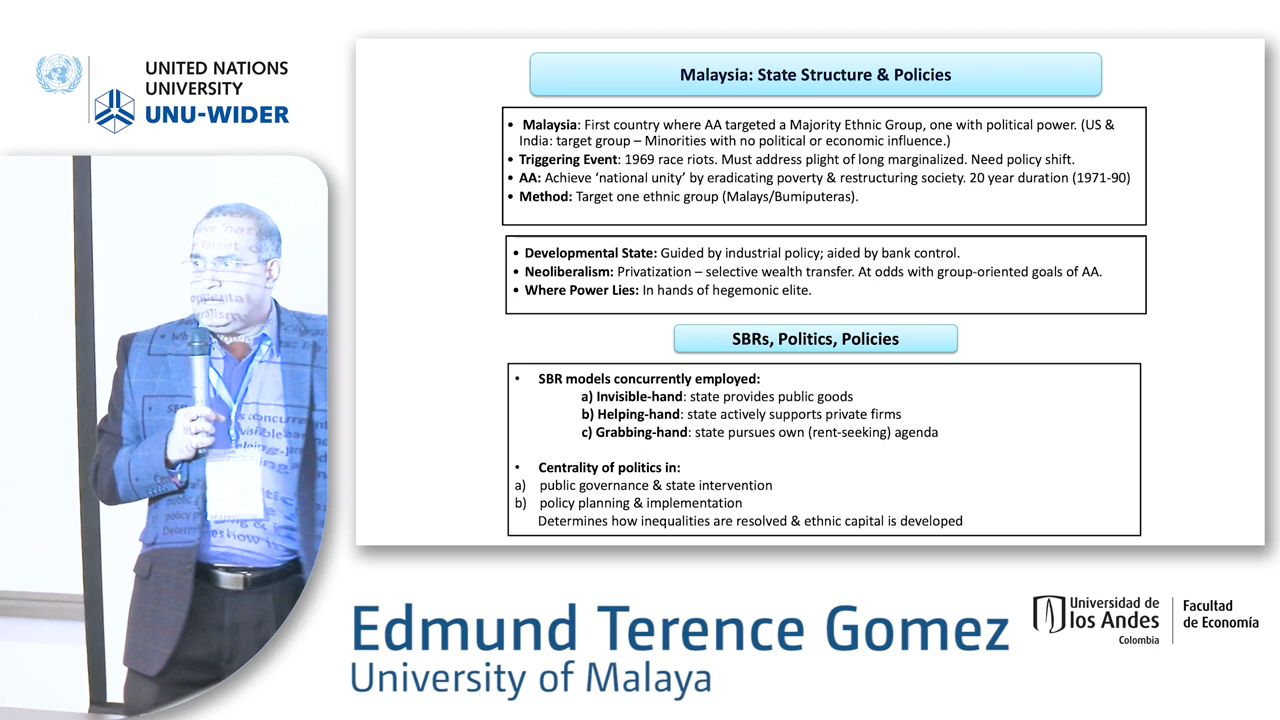 UNITED NATIONS
UNIVERSITY
UNU-WIDER
Malaysia: State Structure & Policies
• Malaysia: First country where AA targeted a Majority Ethnic Group, one with political power. (US &
India: target group – Minorities with no political or economic influence.)
• Triggering Event: 1969 race riots. Must address plight of long marginalized. Need policy shift.
• AA: Achieve ‘national unity’ by eradicating poverty & restructuring society. 20 year duration (1971-90)
• Method: Target one ethnic group (Malays/Bumiputeras).
• Developmental State: Guided by industrial policy; aided by bank control.
• Neoliberalism: Privatization – selective wealth transfer. At odds with group-oriented goals of AA.
• Where Power Lies: In hands of hegemonic elite.
SBRs, Politics, Policies
• SBR models concurrently employed:
a) Invisible-hand: state provides public goods
b) Helping-hand: state actively supports private firms
c) Grabbing-hand: state pursues own (rent-seeking) agenda
• Centrality of politics in:
a) public governance & state intervention
b) policy planning & implementation
Determines how inequalities are resolved & ethnic capital is developed
Edmund Terence Gomez
University of Malaya
Universidad de
los Andes
Colombia
Facultad
de Economía